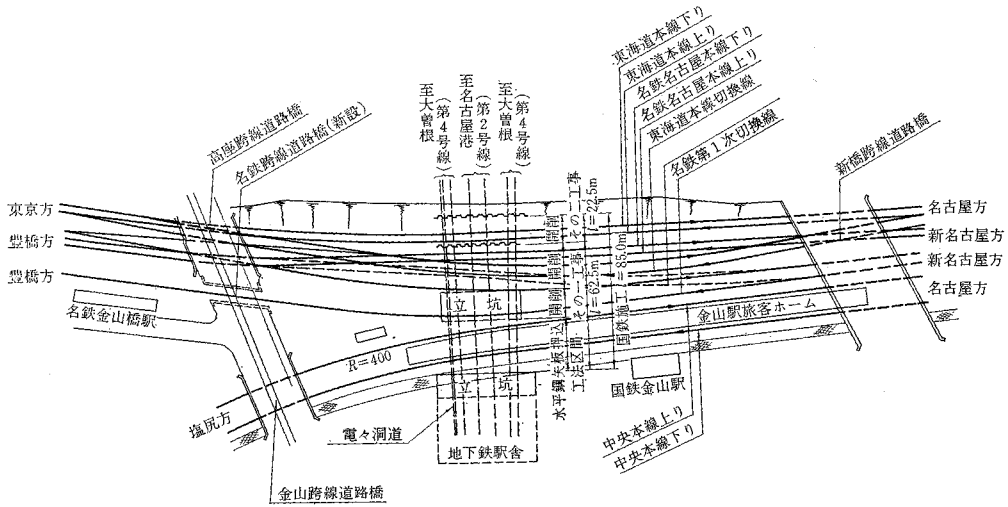 東海道本線下り
東海道本線上り
名鉄名古屋本線下り
名鉄名古屋本線上り
東海道本線切換線
名鉄第1次切換線
新橋跨線道路橋
高座跨線道路橋
名鉄跨線道路橋(新設)
至大曽根
(第4号線)
至名古屋港
(第2号線)
至大曽根
(第4号線)
東京方
豊橋方
豊橋方
名鉄金山橋駅
塩尻方
名古屋方
新名古屋方
新名古屋方
名古屋方
開削
開削
開削
水平鋼矢板押込
工法区間
その一工事
l=62.5m
その二工事
l=22.5m
国鉄施工 l=85.0m
立坑
立坑
R=400
金山駅旅客ホーム
国鉄金山駅
中央本線上り
中央本線下り
電々洞道
地下鉄駅舎
金山跨線道路橋